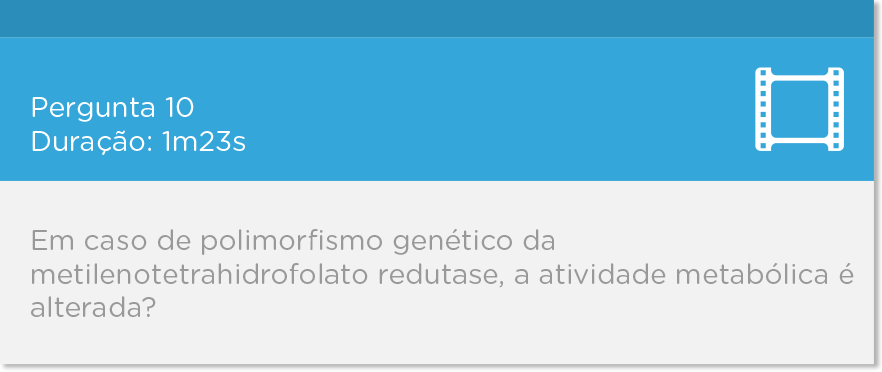 Pergunta 10
Duração: 1m23s
Em caso de polimorfismo genético da
metilenotetrahidrofolato redutase, a atividade metabólica é
alterada?